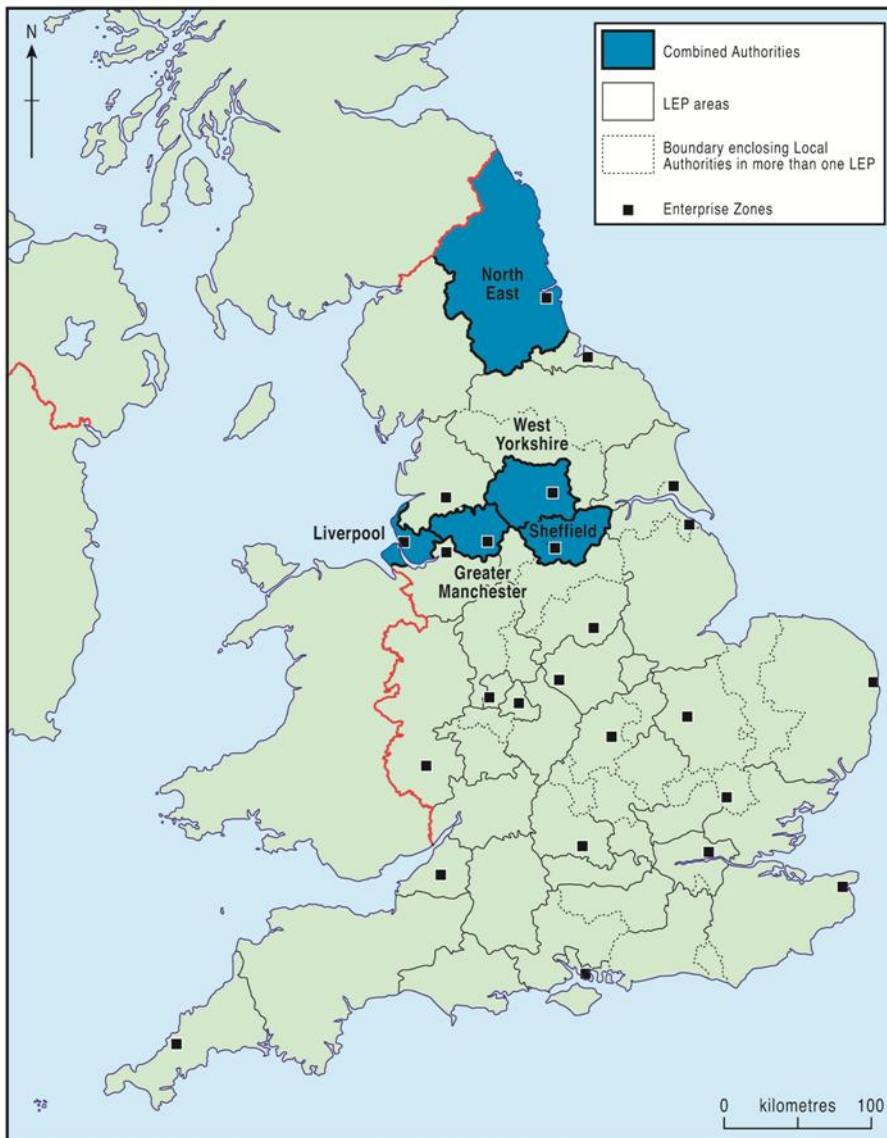 N
Combined Authorities
LEP areas
Boundary enclosing Local
Authorities in more than one LEP
Enterprise Zones
North
East
West
Yorkshire
Liverpool
Sheffield
Greater
Manchester
0 kilometres 100